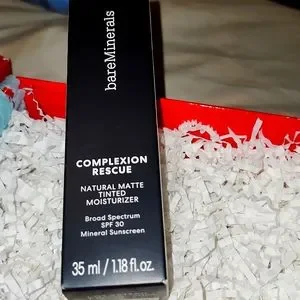 bareMinerals
COMPLEXION
RESCUE
NATURAL MATTE
TINTED
MOISTURIZER
Broad Spectrum
SPF 30
Mineral Sunscreen
35 ml / 1.18 fl. oz.